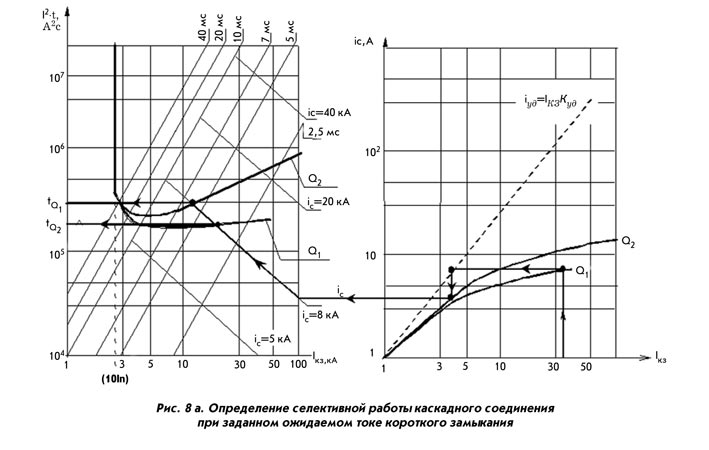 I²·t,
A²c
40 мс
20 мс
10 мс
7 мс
5 мс
ic, A
10⁷
ic=40 кА
2,5 мс
iуд=IКЗKуд
10⁶
10²
Q2
tQ1
ic=20 кА
tQ2
Q2
10⁵
Q1
10
Q1
ic
ic=8 кА
ic=5 кА
10⁴
1
1 3 5 10 30 50 100 Iкз,кА
1 3 5 10 30 50 Iкз
(10In)
Рис. 8 а. Определение селективной работы каскадного соединения
при заданном ожидаемом токе короткого замыкания